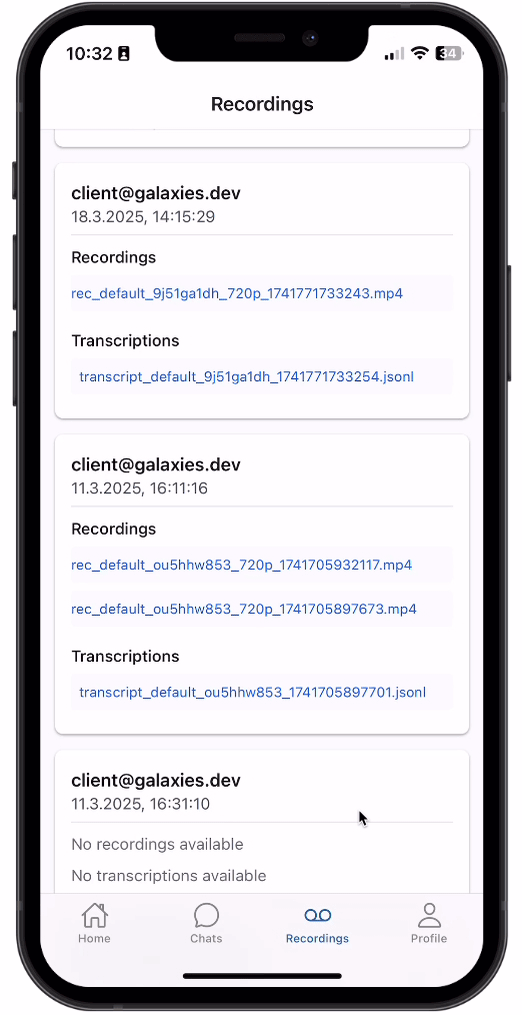 10:32
34
Recordings
client@galaxies.dev
18.3.2025, 14:15:29
Recordings
rec_default_9j51ga1dh_720p_1741771733243.mp4
Transcriptions
transcript_default_9j51ga1dh_1741771733254.jsonl
client@galaxies.dev
11.3.2025, 16:11:16
Recordings
rec_default_ou5hhw853_720p_1741705932117.mp4
rec_default_ou5hhw853_720p_1741705897673.mp4
Transcriptions
transcript_default_ou5hhw853_1741705897701.jsonl
client@galaxies.dev
11.3.2025, 16:31:10
No recordings available
No transcriptions available
Home
Chats
Recordings
Profile